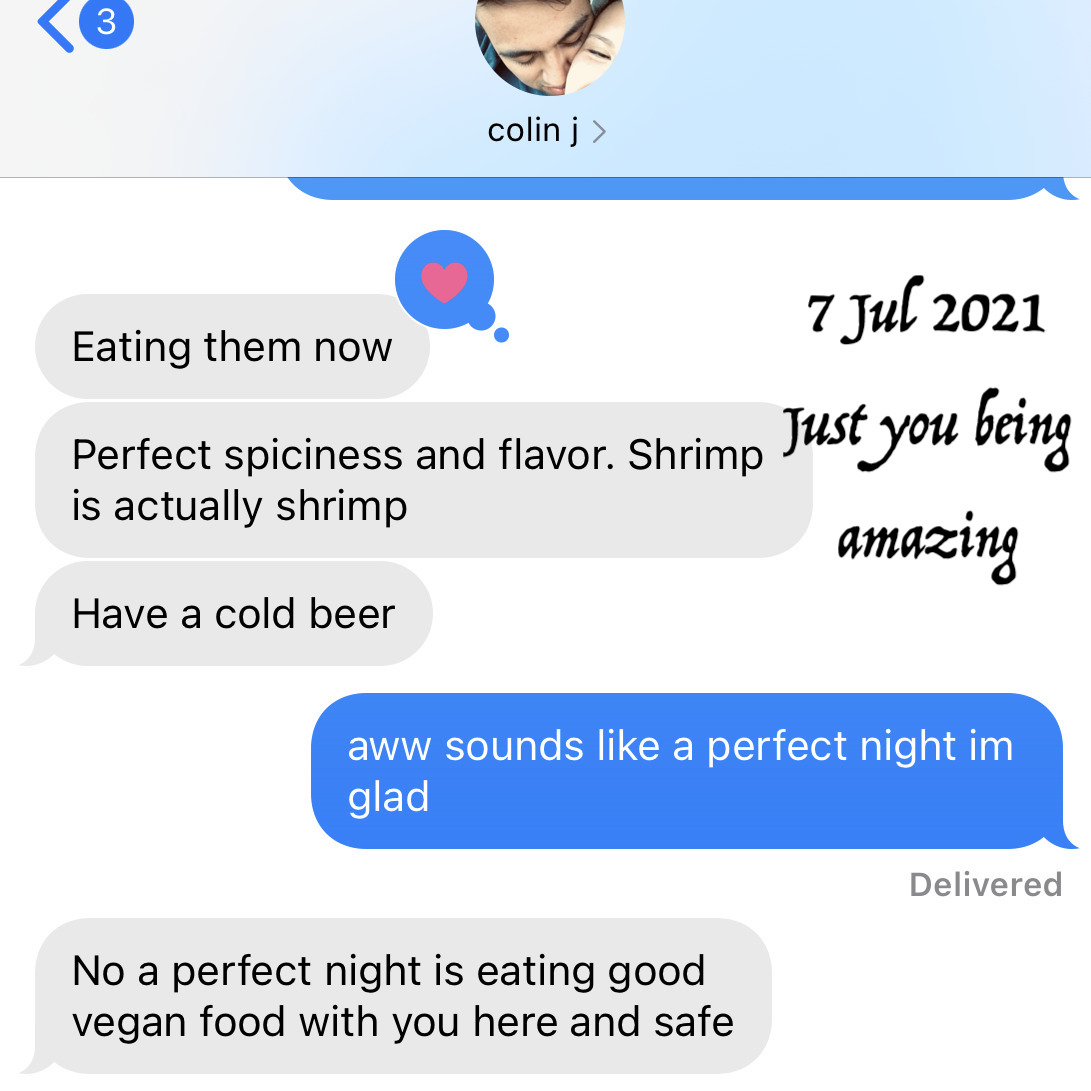 3
colin j
Eating them now
7 Jul 2021
Perfect spiciness and flavor. Shrimp
is actually shrimp
Just you being
amazing
Have a cold beer
aww sounds like a perfect night im
glad
Delivered
No a perfect night is eating good
vegan food with you here and safe